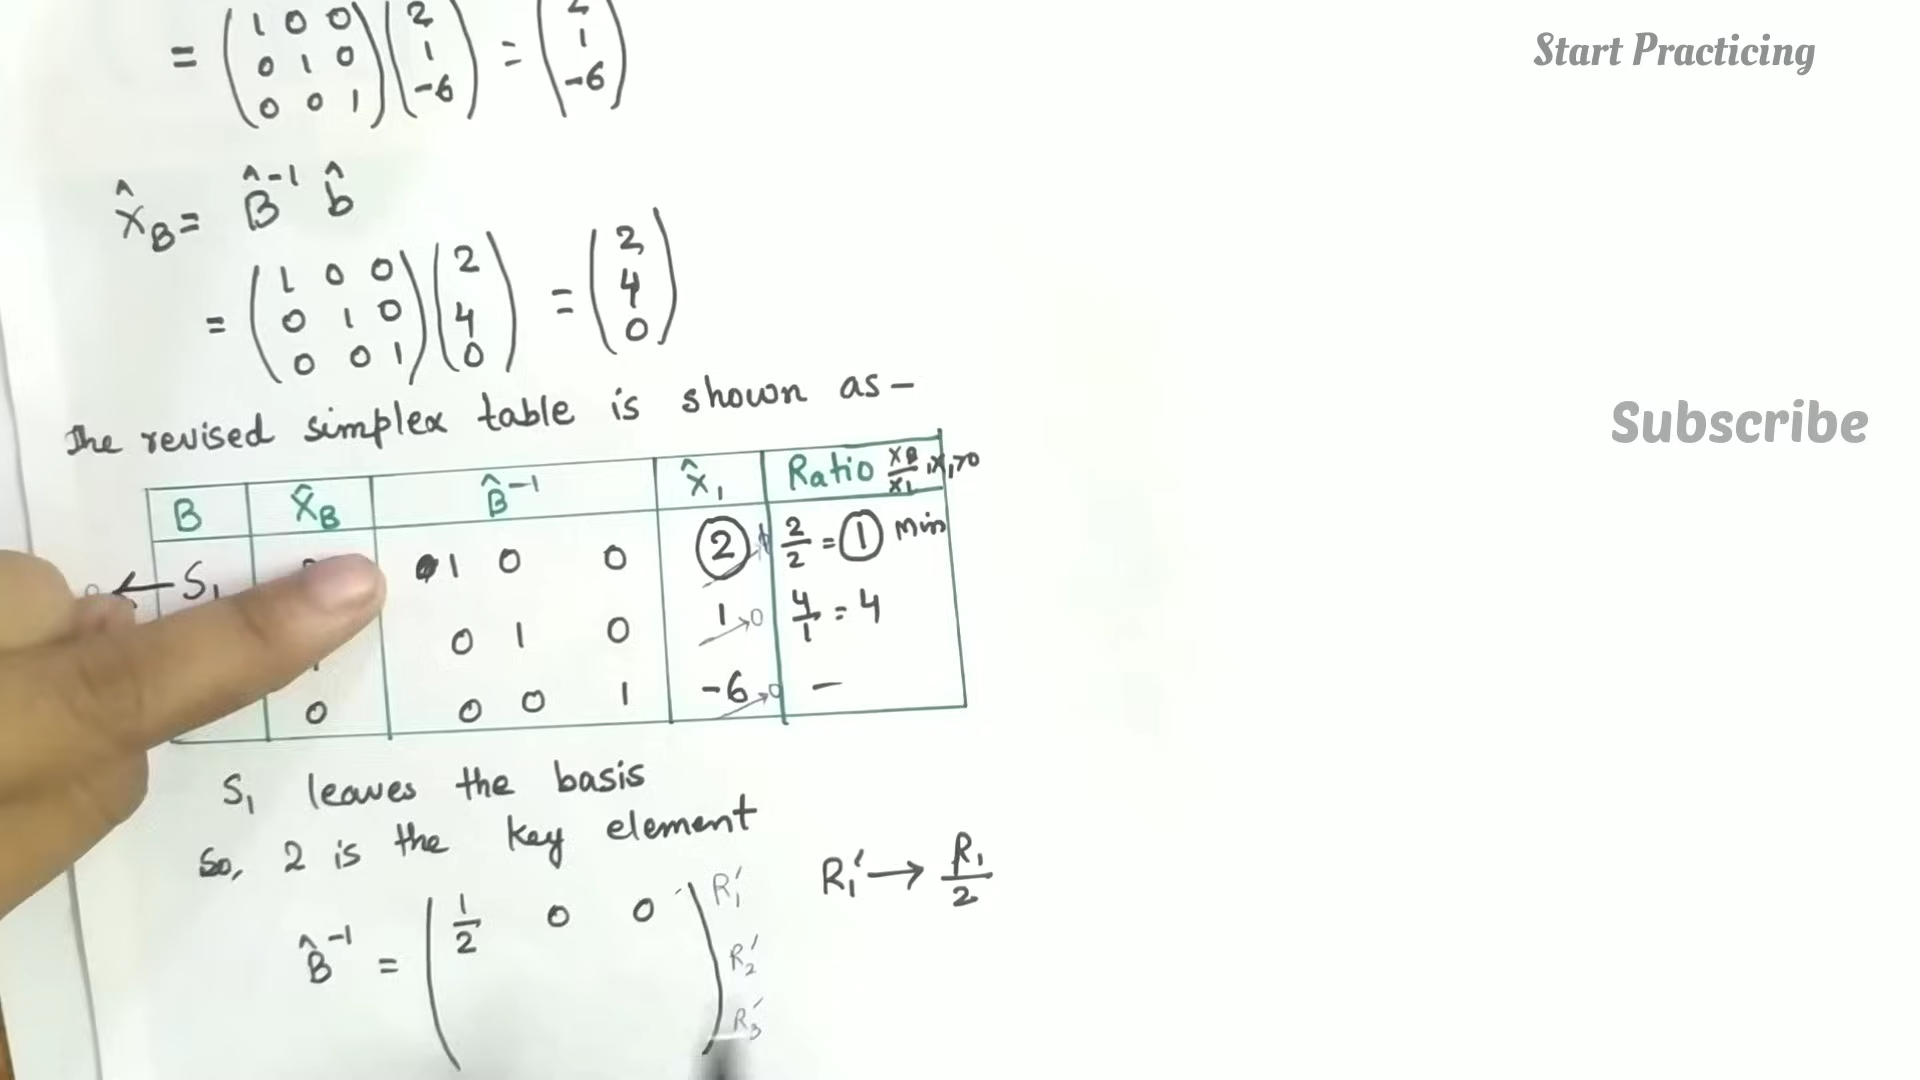 Start Practicing
= (1 0 0) (2) = (
0 1 0 1 1
0 0 1 -6 -6
X̂B = B̂⁻¹ b̂
= (1 0 0) (2) = (2)
0 1 0 4 4
0 0 1 0 0
The revised simplex table is shown as –
Subscribe
B X̂B B̂⁻¹ X̂₁ Ratio XB/X₁, X₁>0
← S₁ 1 0 0 2 2/2 = 1 Min
0 1 0 1 → 0 4/1 = 4
0 0 0 1 -6 → 0 –
S₁ leaves the basis
So, 2 is the key element
B̂⁻¹ = (1/2 0 0) R₁′ R₁′ → R₁/2
R₂′
R₃′